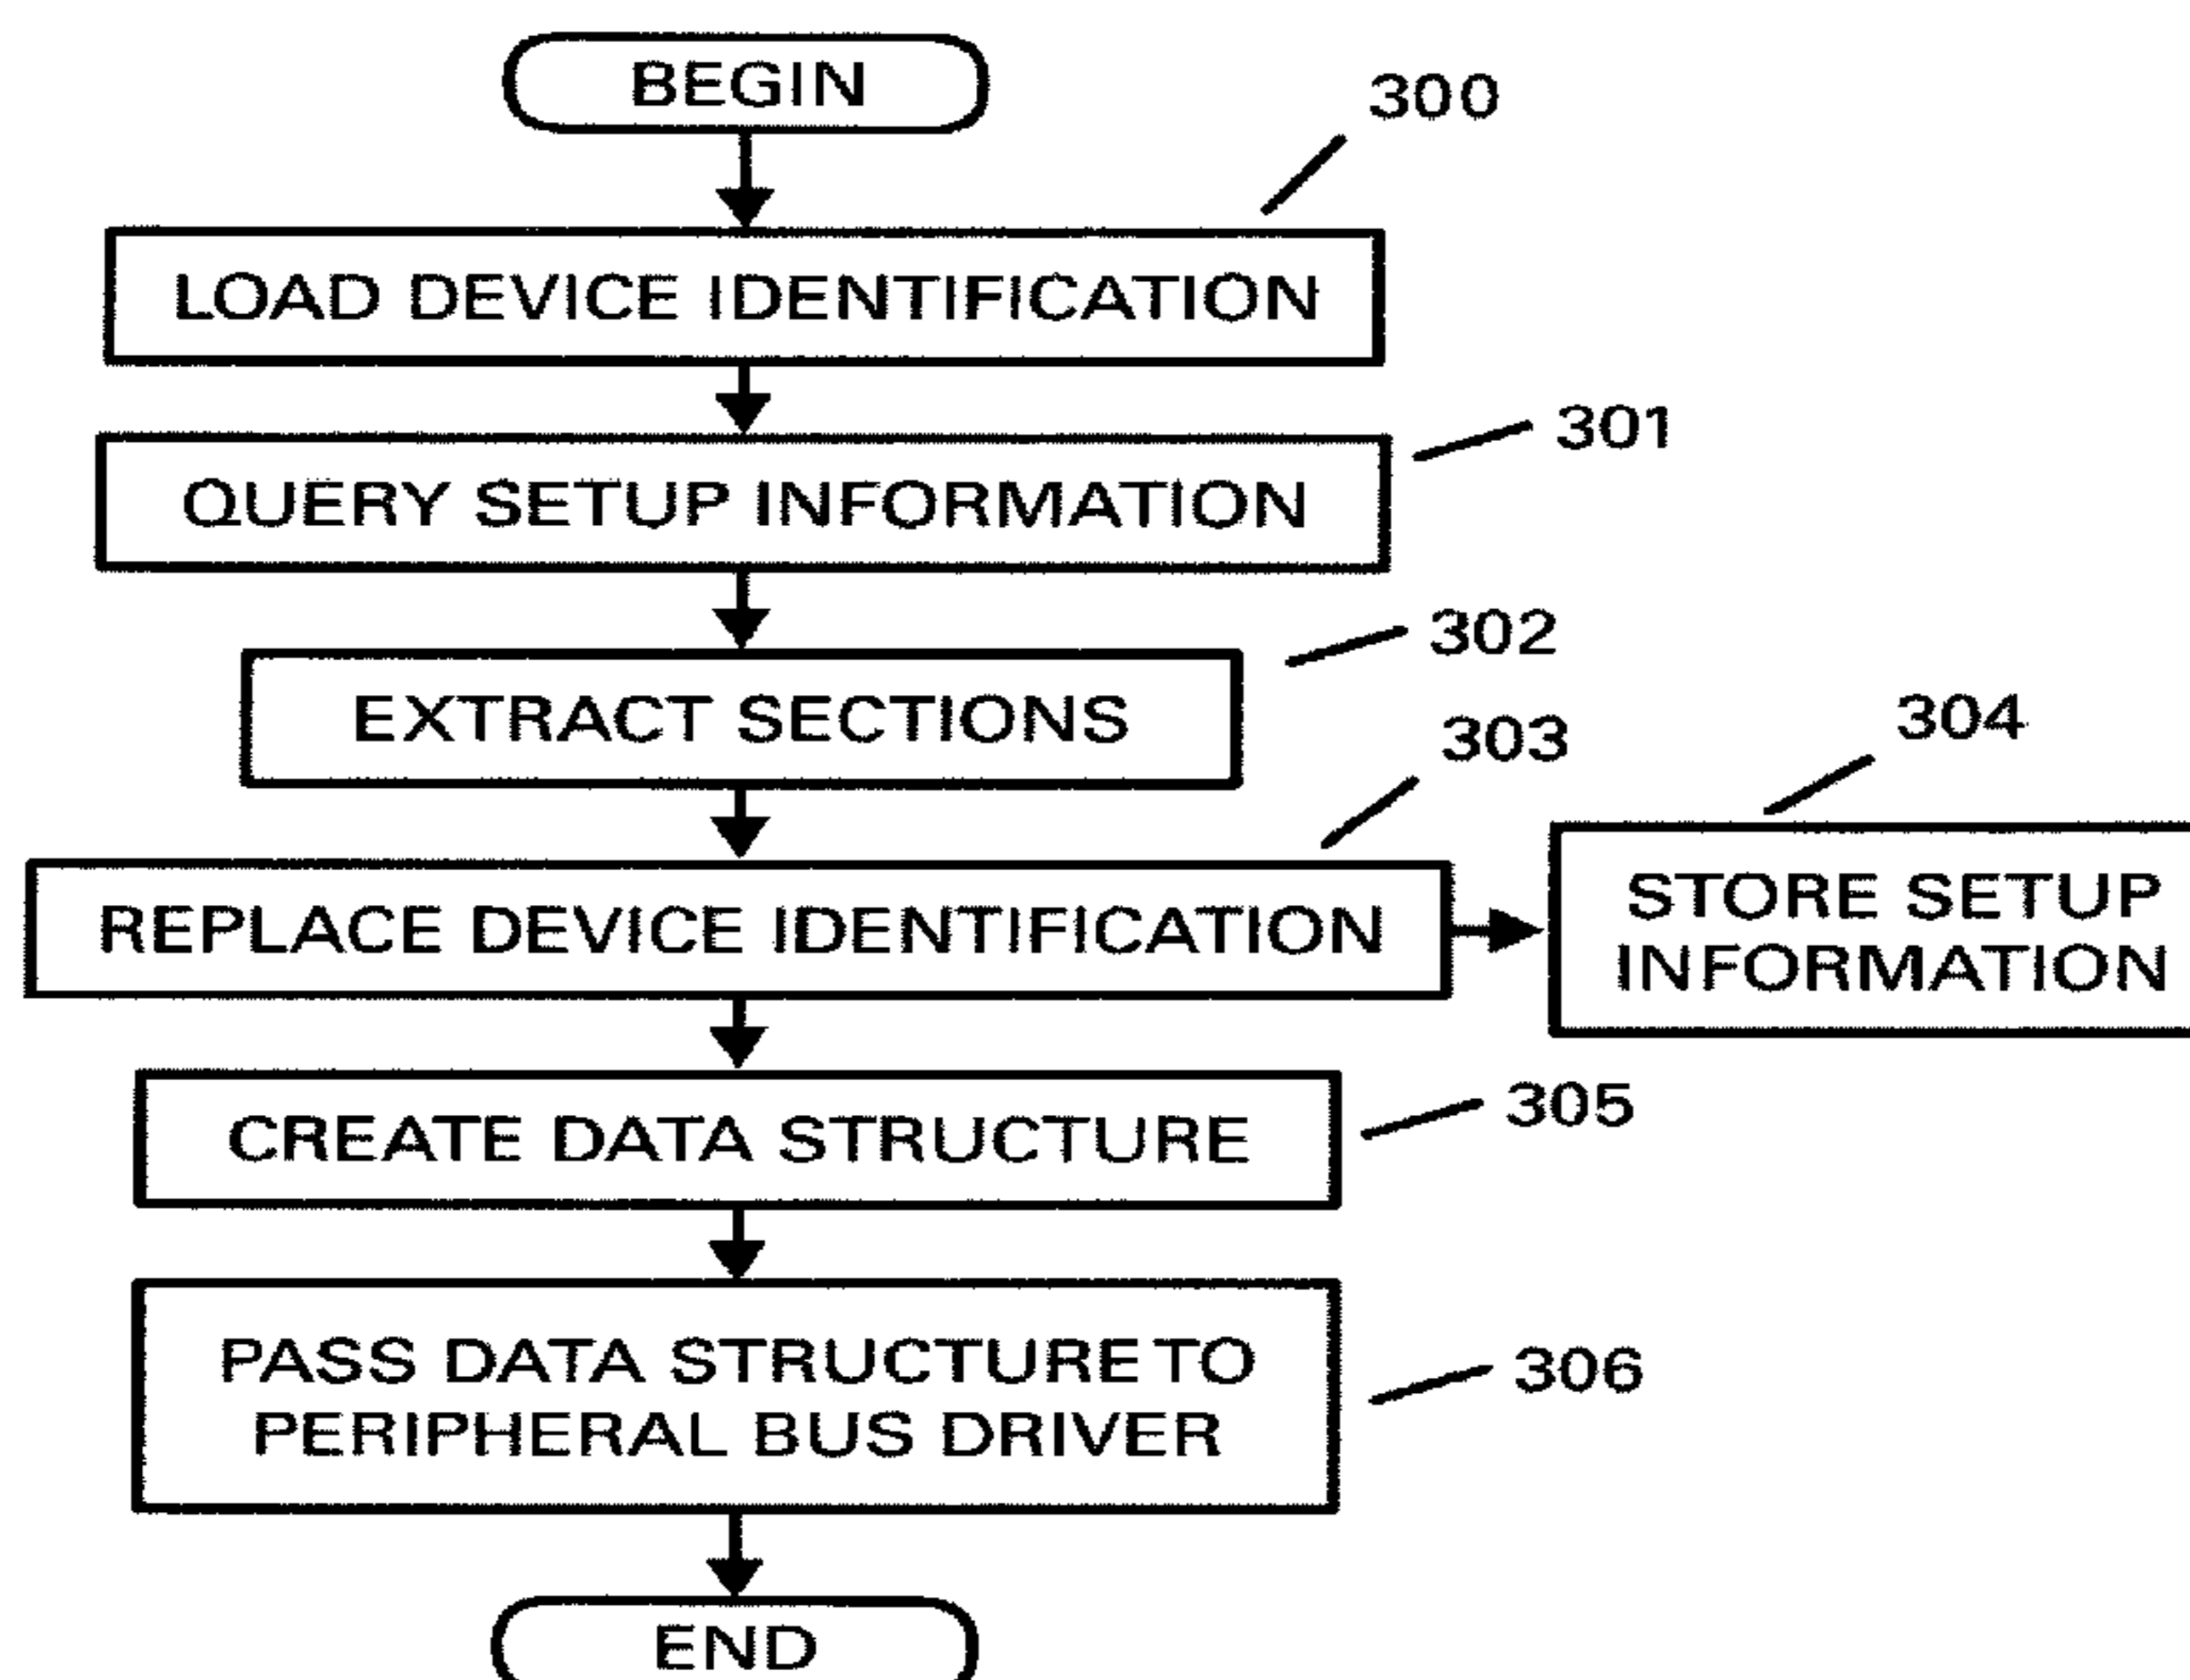 BEGIN
300
LOAD DEVICE IDENTIFICATION
301
QUERY SETUP INFORMATION
302
EXTRACT SECTIONS
303
304
REPLACE DEVICE IDENTIFICATION
STORE SETUP
INFORMATION
305
CREATE DATA STRUCTURE
306
PASS DATA STRUCTURE TO
PERIPHERAL BUS DRIVER
END